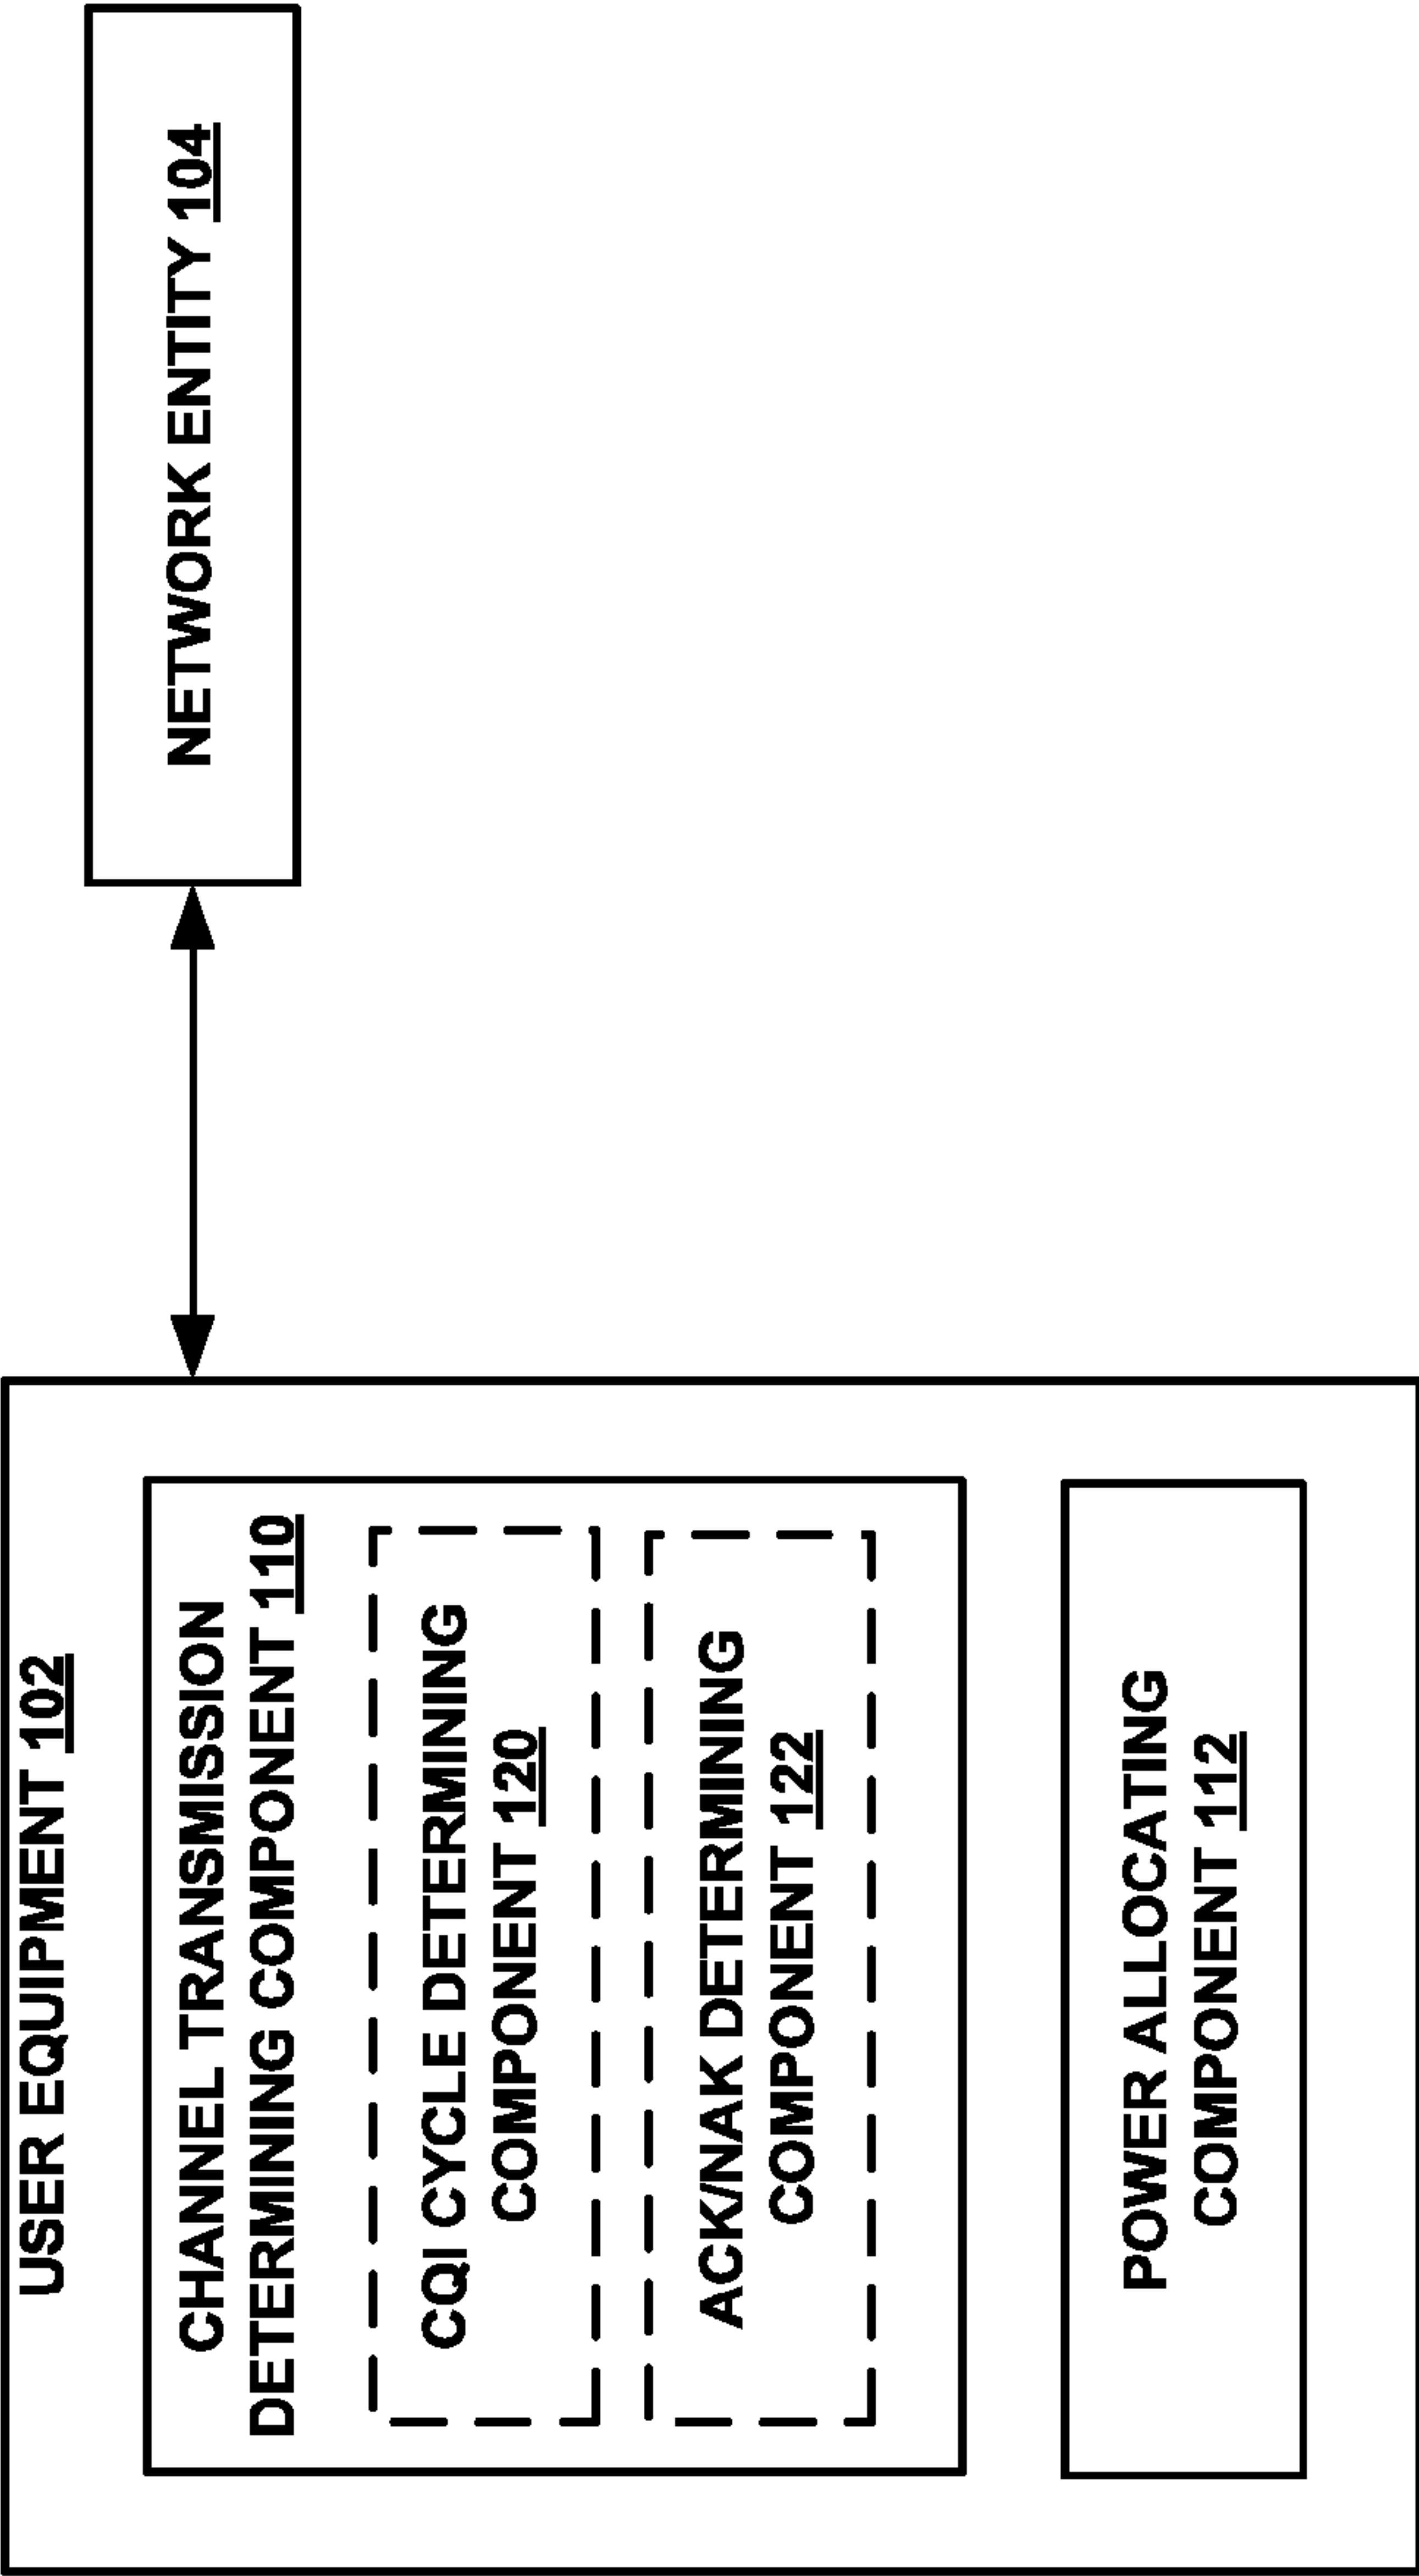 USER EQUIPMENT 102
CHANNEL TRANSMISSION
DETERMINING COMPONENT 110
CQI CYCLE DETERMINING
COMPONENT 120
ACK/NAK DETERMINING
COMPONENT 122
POWER ALLOCATING
COMPONENT 112
NETWORK ENTITY 104